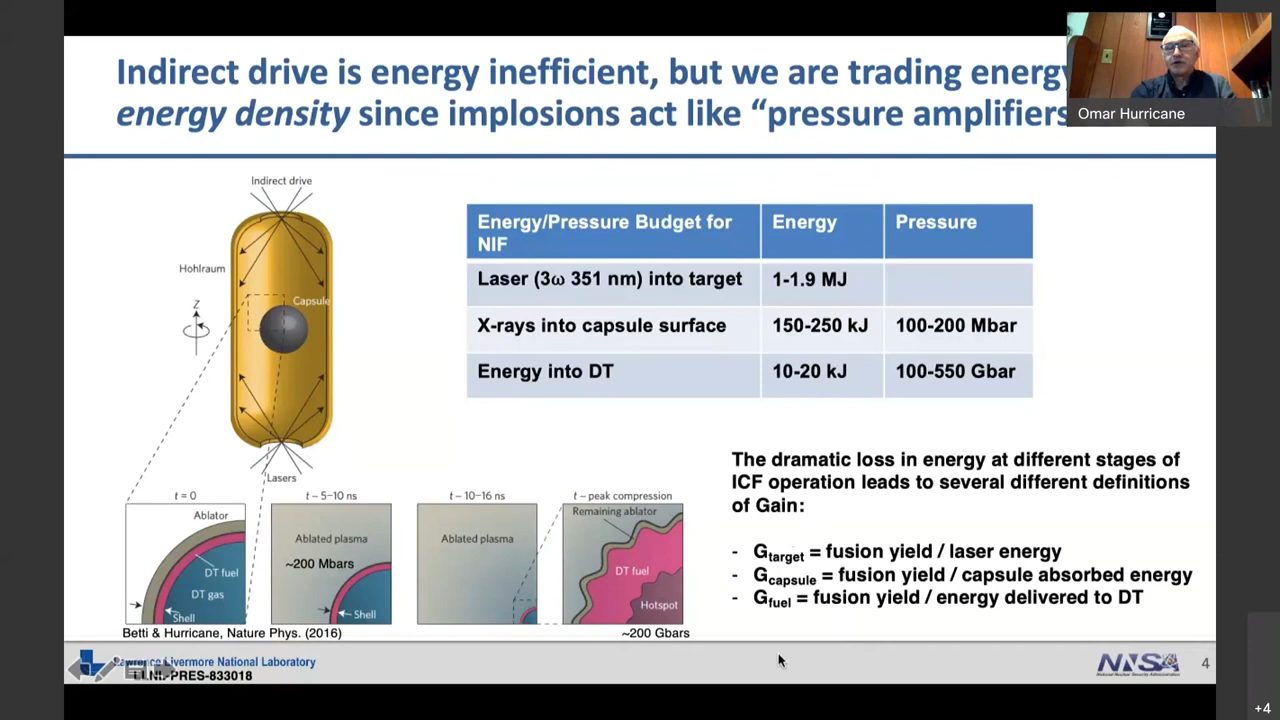 Indirect drive is energy inefficient, but we are trading energy
energy density since implosions act like “pressure amplifiers
Omar Hurricane
Indirect drive
Hohlraum
Z
Capsule
Lasers
Energy/Pressure Budget for NIF Energy Pressure
Laser (3ω 351 nm) into target 1-1.9 MJ
X-rays into capsule surface 150-250 kJ 100-200 Mbar
Energy into DT 10-20 kJ 100-550 Gbar
The dramatic loss in energy at different stages of
ICF operation leads to several different definitions
of Gain:
- Gtarget = fusion yield / laser energy
- Gcapsule = fusion yield / capsule absorbed energy
- Gfuel = fusion yield / energy delivered to DT
t = 0
Ablator
DT fuel
DT gas
Shell
t ~ 5–10 ns
Ablated plasma
~200 Mbars
Shell
t ~ 10–16 ns
Ablated plasma
t ~ peak compression
Remaining ablator
DT fuel
Hotspot
Betti & Hurricane, Nature Phys. (2016)
~200 Gbars
Lawrence Livermore National Laboratory
LLNL-PRES-833018
NNSA
National Nuclear Security Administration
4
+4